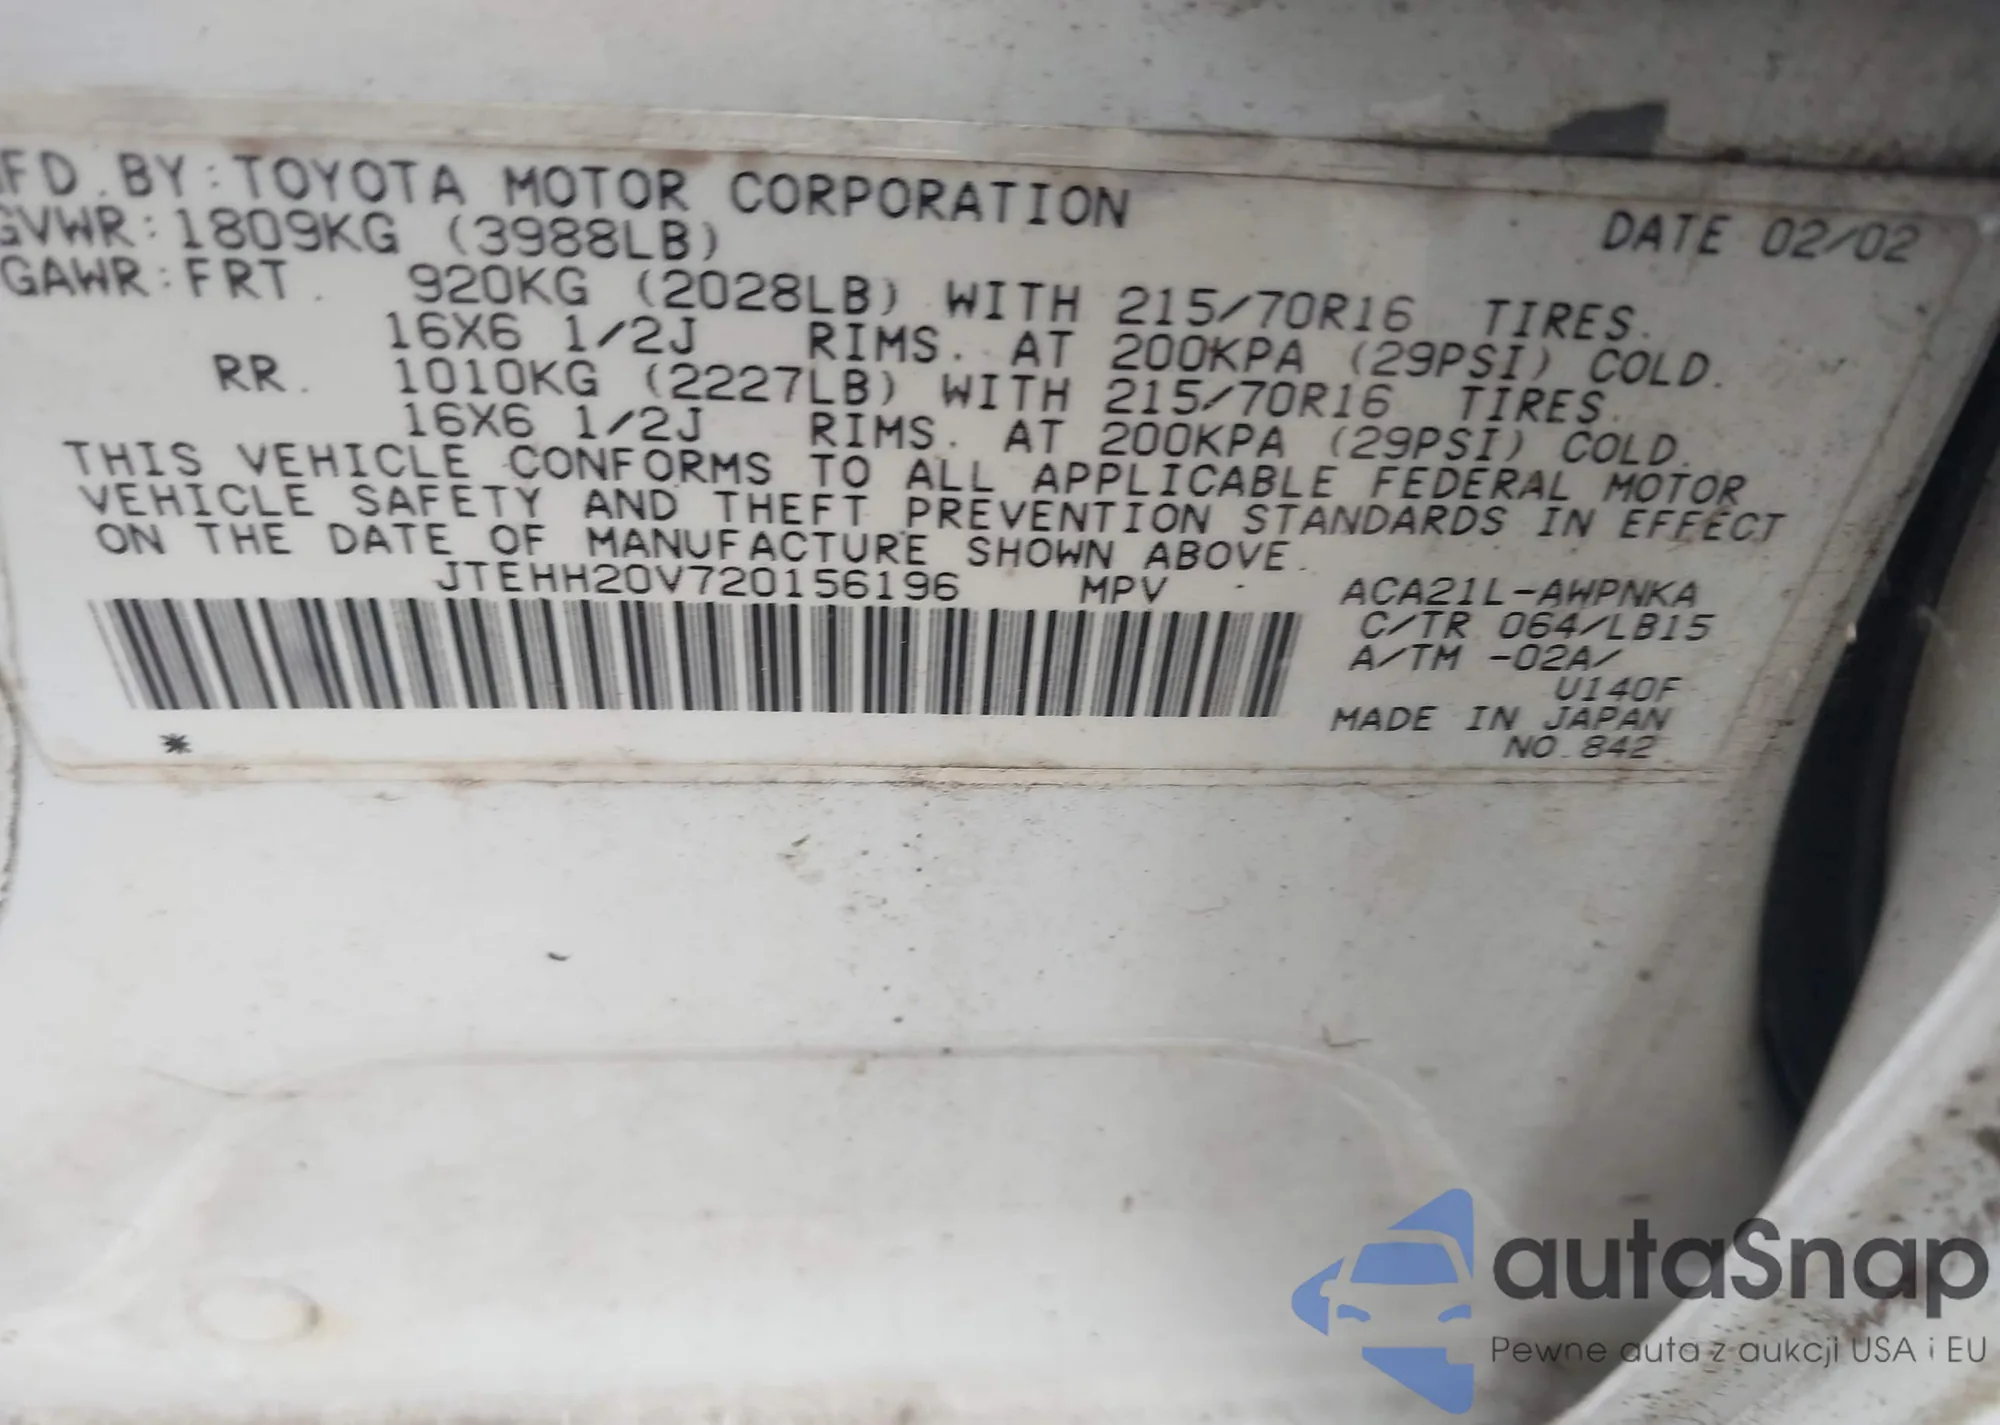 FD. BY: TOYOTA MOTOR CORPORATION DATE 02/02
GVWR: 1809KG (3988LB)
GAWR: FRT. 920KG (2028LB) WITH 215/70R16 TIRES.
16X6 1/2J RIMS. AT 200KPA (29PSI) COLD.
RR. 1010KG (2227LB) WITH 215/70R16 TIRES.
16X6 1/2J RIMS. AT 200KPA (29PSI) COLD.
THIS VEHICLE CONFORMS TO ALL APPLICABLE FEDERAL MOTOR
VEHICLE SAFETY AND THEFT PREVENTION STANDARDS IN EFFECT
ON THE DATE OF MANUFACTURE SHOWN ABOVE.
JTEHH20V720156196 MPV ACA21L-AWPNKA
C/TR 064/LB15
A/TM -02A/
U140F
MADE IN JAPAN
NO.842
*
autaSnap
Pewne auta z aukcji USA i EU